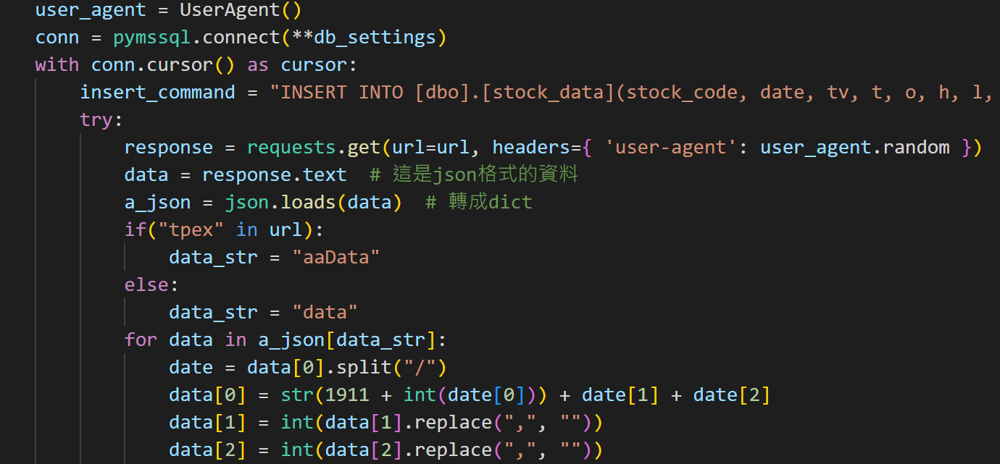 user_agent = UserAgent()
conn = pymssql.connect(**db_settings)
with conn.cursor() as cursor:
    insert_command = "INSERT INTO [dbo].[stock_data](stock_code, date, tv, t, o, h, l,
    try:
        response = requests.get(url=url, headers={ 'user-agent': user_agent.random })
        data = response.text  # 這是json格式的資料
        a_json = json.loads(data)  # 轉成dict
        if("tpex" in url):
            data_str = "aaData"
        else:
            data_str = "data"
        for data in a_json[data_str]:
            date = data[0].split("/")
            data[0] = str(1911 + int(date[0])) + date[1] + date[2]
            data[1] = int(data[1].replace(",", ""))
            data[2] = int(data[2].replace(",", ""))